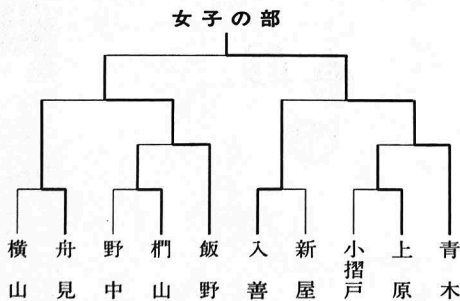 女子の部
横山
舟見
野中
椚山
飯野
入善
新屋
小摺戸
上原
青木